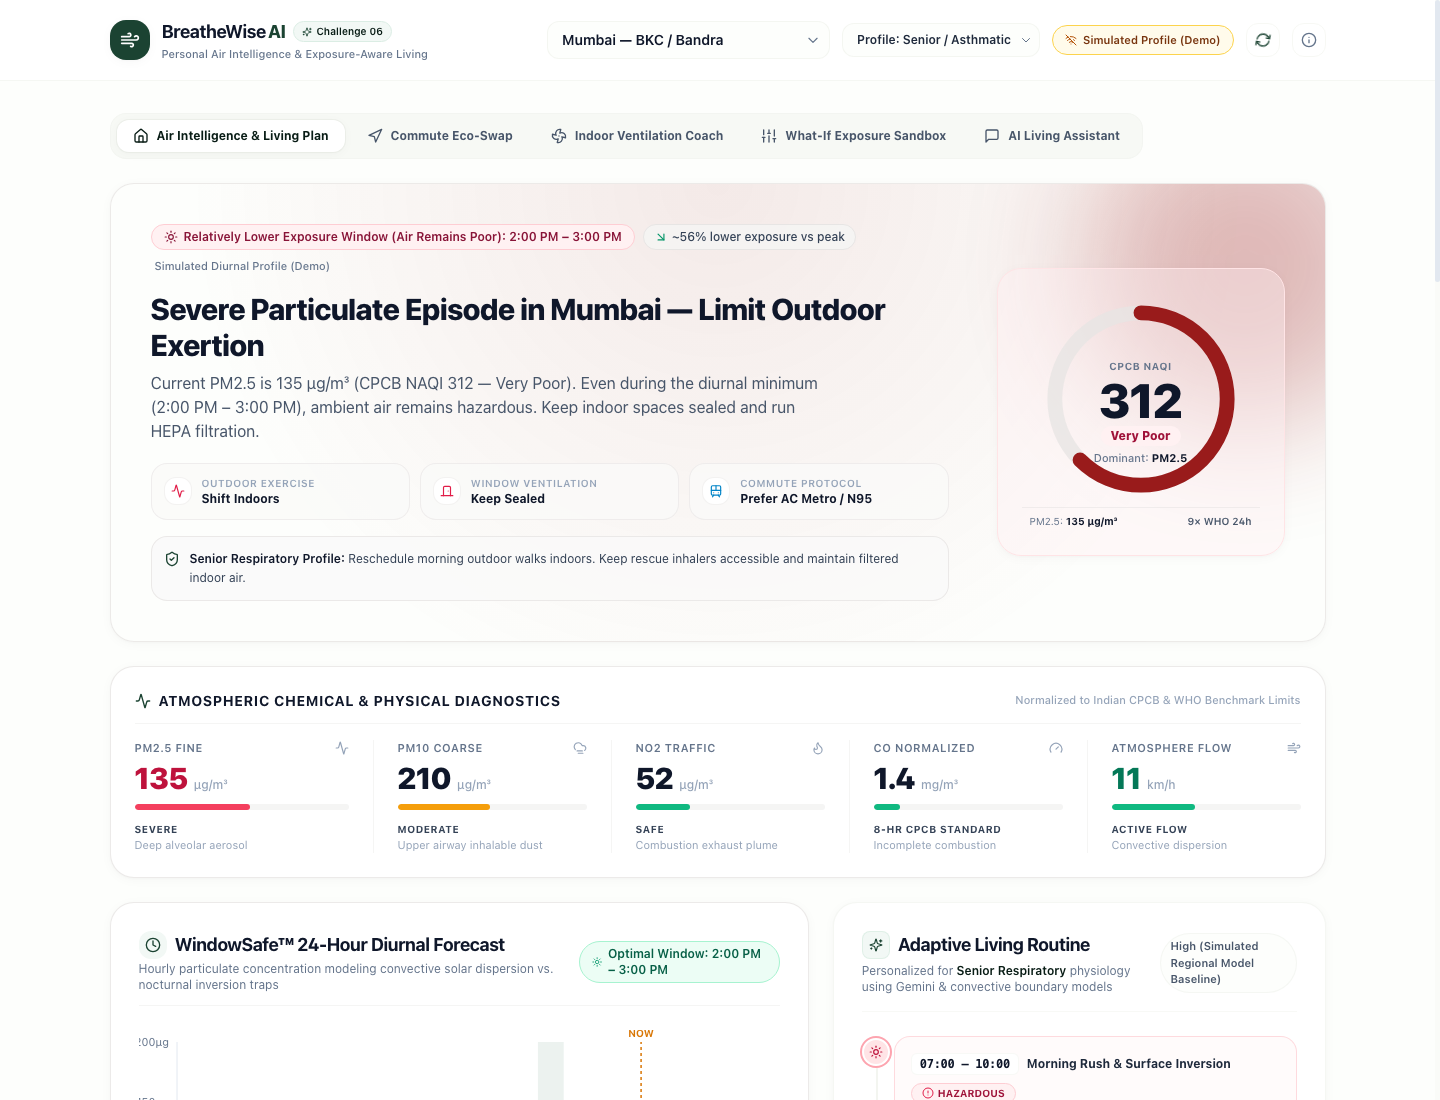 BreatheWise AI
Challenge 06
Personal Air Intelligence & Exposure-Aware Living
Mumbai — BKC / Bandra
Profile: Senior / Asthmatic
Simulated Profile (Demo)
Air Intelligence & Living Plan
Commute Eco-Swap
Indoor Ventilation Coach
What-If Exposure Sandbox
AI Living Assistant
Relatively Lower Exposure Window (Air Remains Poor): 2:00 PM – 3:00 PM
~56% lower exposure vs peak
Simulated Diurnal Profile (Demo)
Severe Particulate Episode in Mumbai — Limit Outdoor
Exertion
Current PM2.5 is 135 µg/m³ (CPCB NAQI 312 — Very Poor). Even during the diurnal minimum
(2:00 PM – 3:00 PM), ambient air remains hazardous. Keep indoor spaces sealed and run
HEPA filtration.
OUTDOOR EXERCISE
Shift Indoors
WINDOW VENTILATION
Keep Sealed
COMMUTE PROTOCOL
Prefer AC Metro / N95
Senior Respiratory Profile: Reschedule morning outdoor walks indoors. Keep rescue inhalers accessible and maintain filtered
indoor air.
CPCB NAQI
312
Very Poor
Dominant: PM2.5
PM2.5: 135 µg/m³
9× WHO 24h
ATMOSPHERIC CHEMICAL & PHYSICAL DIAGNOSTICS
Normalized to Indian CPCB & WHO Benchmark Limits
PM2.5 FINE
135 µg/m³
SEVERE
Deep alveolar aerosol
PM10 COARSE
210 µg/m³
MODERATE
Upper airway inhalable dust
NO2 TRAFFIC
52 µg/m³
SAFE
Combustion exhaust plume
CO NORMALIZED
1.4 mg/m³
8-HR CPCB STANDARD
Incomplete combustion
ATMOSPHERE FLOW
11 km/h
ACTIVE FLOW
Convective dispersion
WindowSafe™ 24-Hour Diurnal Forecast
Hourly particulate concentration modeling convective solar dispersion vs.
nocturnal inversion traps
Optimal Window: 2:00 PM
– 3:00 PM
NOW
200µg
Adaptive Living Routine
Personalized for Senior Respiratory physiology
using Gemini & convective boundary models
High (Simulated
Regional Model
Baseline)
07:00 – 10:00 Morning Rush & Surface Inversion
HAZARDOUS